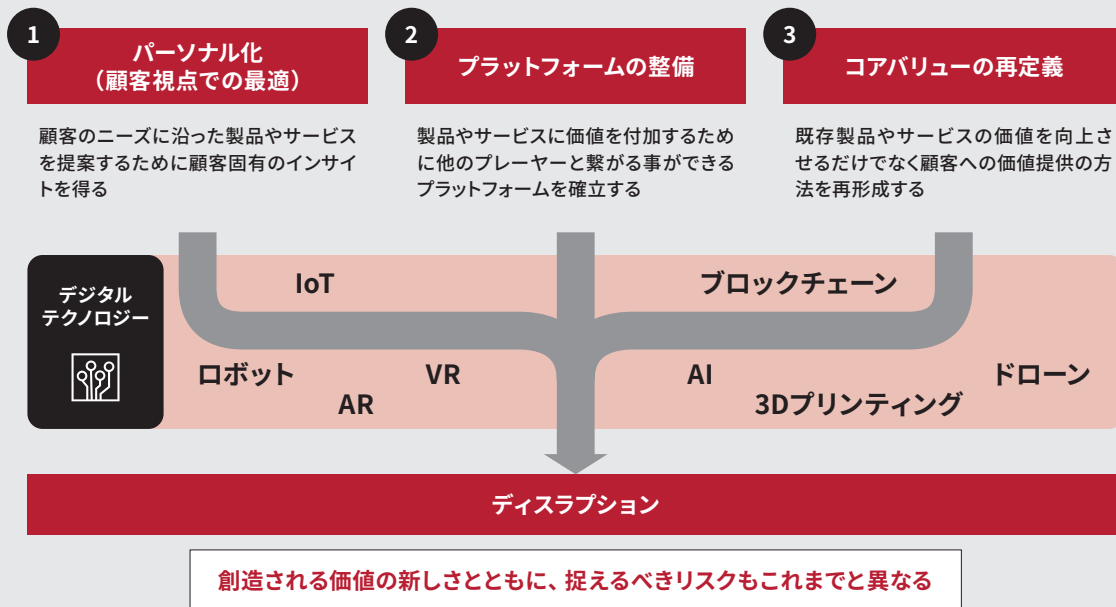 1
パーソナル化
（顧客視点での最適）
顧客のニーズに沿った製品やサービス
を提案するために顧客固有のインサイ
トを得る
2
プラットフォームの整備
製品やサービスに価値を付加するため
に他のプレーヤーと繋がる事ができる
プラットフォームを確立する
3
コアバリューの再定義
既存製品やサービスの価値を向上さ
せるだけでなく顧客への価値提供の方
法を再形成する
デジタル
テクノロジー
IoT
ブロックチェーン
ロボット
VR
AI
ドローン
AR
3Dプリンティング
ディスラプション
創造される価値の新しさとともに、捉えるべきリスクもこれまでと異なる